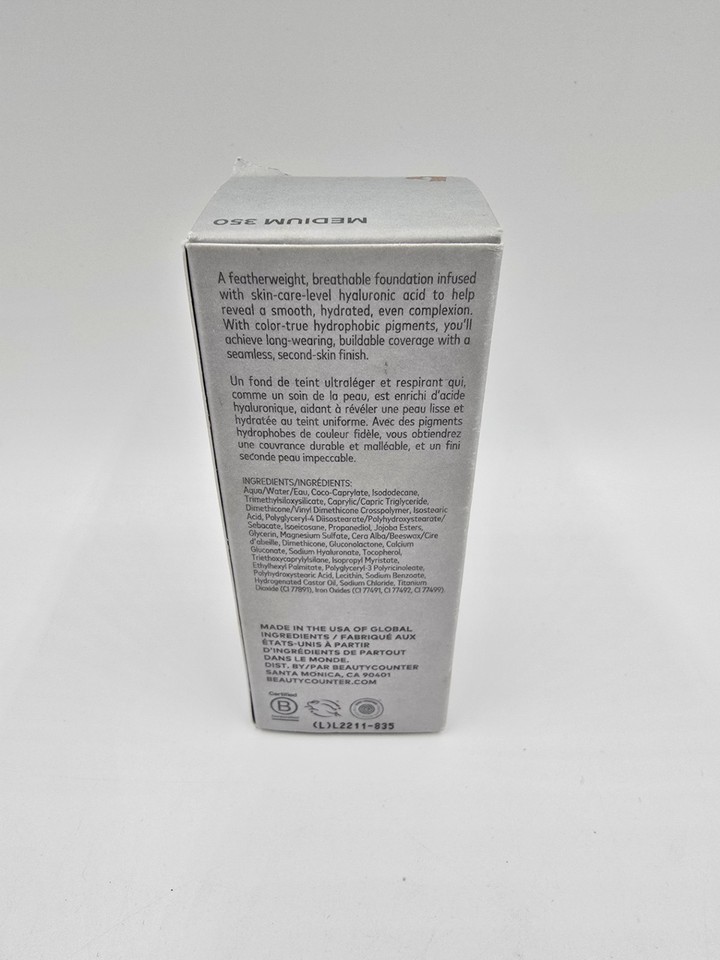 MEDIUM 350
A featherweight, breathable foundation infused
with skin-care-level hyaluronic acid to help
reveal a smooth, hydrated, even complexion.
With color-true hydrophobic pigments, you'll
achieve long-wearing, buildable coverage with a
seamless, second-skin finish.
Un fond de teint ultraléger et respirant qui,
comme un soin de la peau, est enrichi d'acide
hyaluronique, aidant à révéler une peau lisse et
hydratée au teint uniforme. Avec des pigments
hydrophobes de couleur fidèle, vous obtiendrez
une couvrance durable et malléable, et un fini
seconde peau impeccable.
INGREDIENTS/INGRÉDIENTS:
Aqua/Water/Eau, Coco-Caprylate, Isododecane,
Trimethylsiloxysilicate, Caprylic/Capric Triglyceride,
Dimethicone/Vinyl Dimethicone Crosspolymer, Isostearic
Acid, Polyglyceryl-4 Diisostearate/Polyhydroxystearate/
Sebacate, Isoeicosane, Propanediol, Jojoba Esters,
Glycerin, Magnesium Sulfate, Cera Alba/Beeswax/Cire
d'abeille, Dimethicone, Gluconolactone, Calcium
Gluconate, Sodium Hyaluronate, Tocopherol,
Triethoxycaprylylsilane, Isopropyl Myristate,
Ethylhexyl Palmitate, Polyglyceryl-3 Polyricinoleate,
Polyhydroxystearic Acid, Lecithin, Sodium Benzoate,
Hydrogenated Castor Oil, Sodium Chloride, Titanium
Dioxide (CI 77891), Iron Oxides (CI 77491, CI 77492, CI 77499).
MADE IN THE USA OF GLOBAL
INGREDIENTS / FABRIQUÉ AUX
ÉTATS-UNIS À PARTIR
D'INGRÉDIENTS DE PARTOUT
DANS LE MONDE.
DIST. BY/PAR BEAUTYCOUNTER
SANTA MONICA, CA 90401
BEAUTYCOUNTER.COM
Certified
B
(L)L2211-835